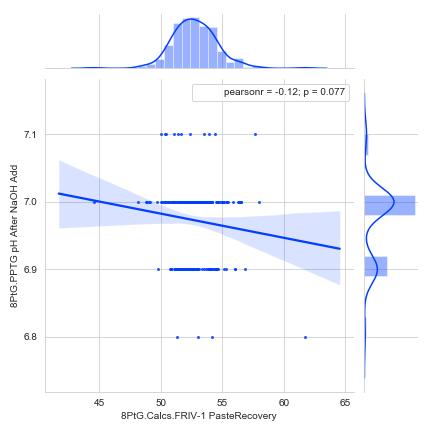 pearsonr = -0.12; p = 0.077
8PtG.PPTG pH After NaOH Add
7.1
7.0
6.9
6.8
45 50 55 60 65
8PtG.Calcs.FRIV-1 PasteRecovery